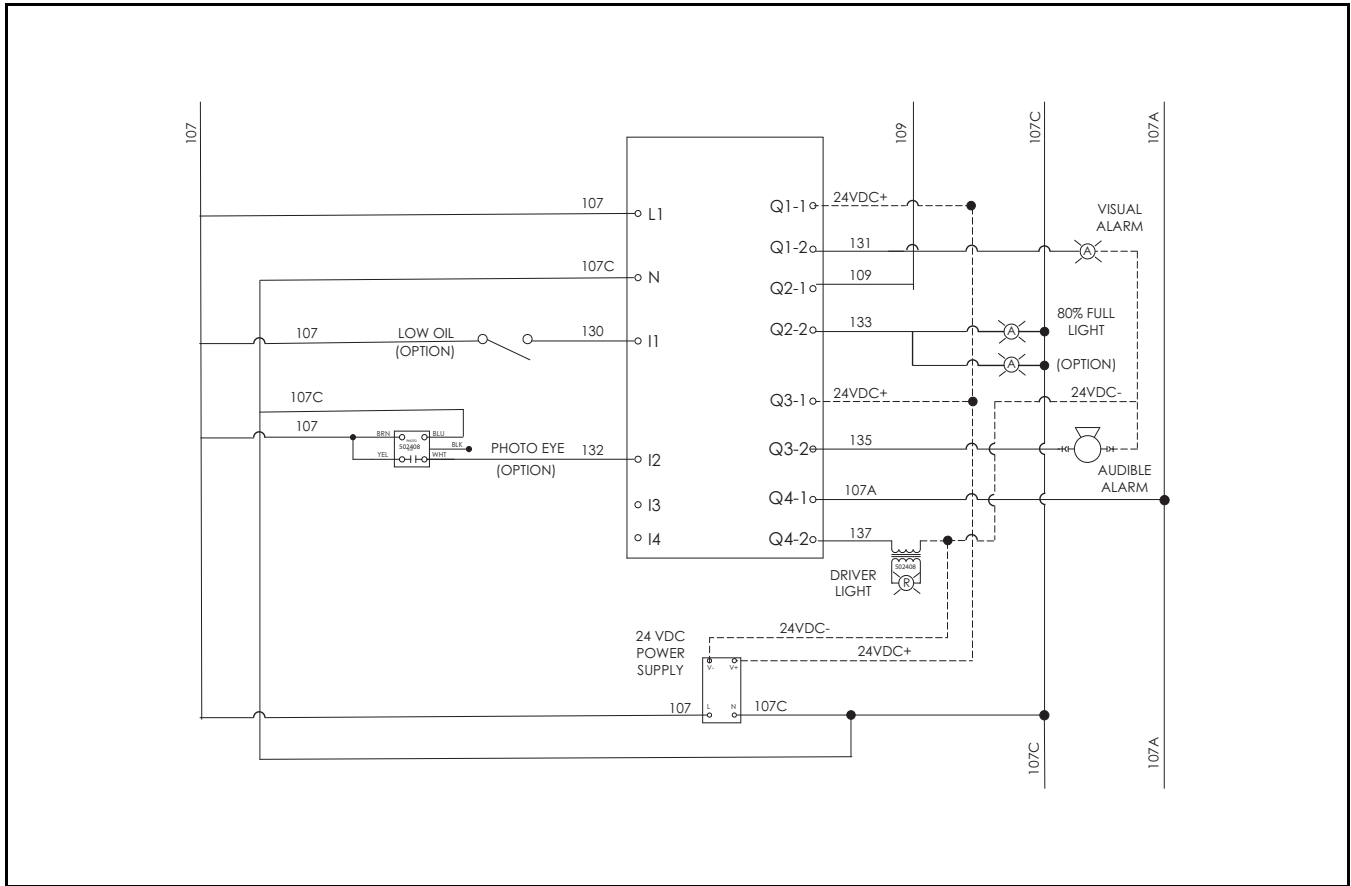 107
109
107C
107A
107
L1
Q1-1
24VDC+
VISUAL
ALARM
A
107C
N
Q1-2
131
Q2-1
109
107
LOW OIL
(OPTION)
130
I1
Q2-2
133
A
80% FULL
LIGHT
A
(OPTION)
107C
Q3-1
24VDC+
24VDC-
107
BRN
PHOTO
BLU
502408
BLK
YEL
WHT
PHOTO EYE
(OPTION)
132
I2
Q3-2
135
AUDIBLE
ALARM
I3
Q4-1
107A
I4
Q4-2
137
502408
R
DRIVER
LIGHT
24 VDC
POWER
SUPPLY
24VDC-
24VDC+
V-
V+
107
L
N
107C
107C
107A